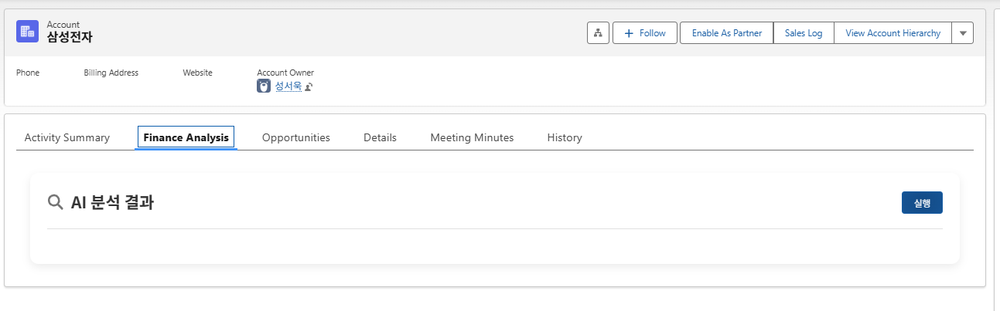 Account
삼성전자
Follow
Enable As Partner
Sales Log
View Account Hierarchy
Phone
Billing Address
Website
Account Owner
성서욱
Activity Summary
Finance Analysis
Opportunities
Details
Meeting Minutes
History
AI 분석 결과
실행